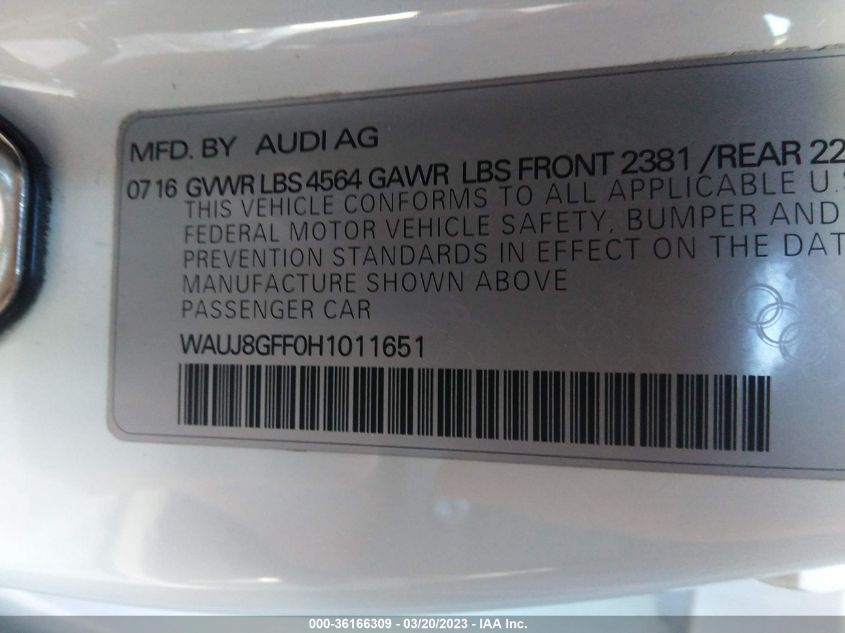 MFD. BY AUDI AG
07 16 GVWR LBS 4564 GAWR LBS FRONT 2381 /REAR 22
THIS VEHICLE CONFORMS TO ALL APPLICABLE U.S
FEDERAL MOTOR VEHICLE SAFETY, BUMPER AND
PREVENTION STANDARDS IN EFFECT ON THE DAT
MANUFACTURE SHOWN ABOVE
PASSENGER CAR
WAUJ8GFF0H1011651
000-36166309 - 03/20/2023 - IAA Inc.